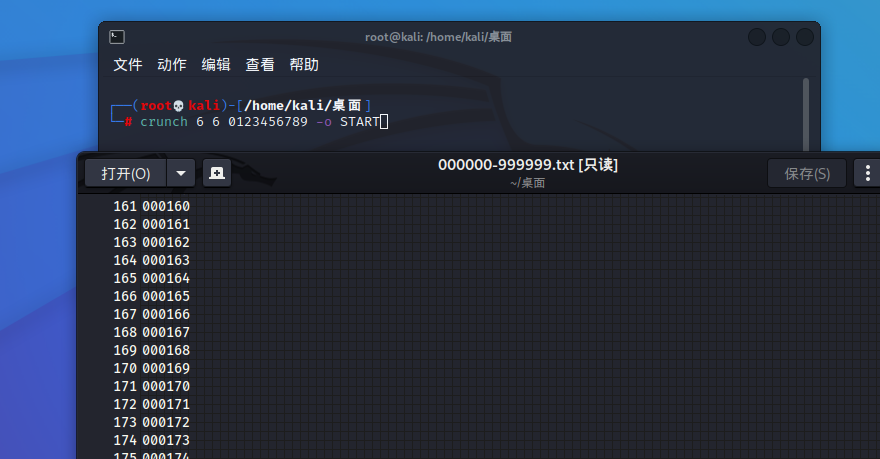 root@kali: /home/kali/桌面
文件 动作 编辑 查看 帮助
┌──(root💀kali)-[/home/kali/桌面]
└─# crunch 6 6 0123456789 -o START
打开(O) 000000-999999.txt [只读] 保存(S)
~/桌面
161 000160
162 000161
163 000162
164 000163
165 000164
166 000165
167 000166
168 000167
169 000168
170 000169
171 000170
172 000171
173 000172
174 000173
175 000174